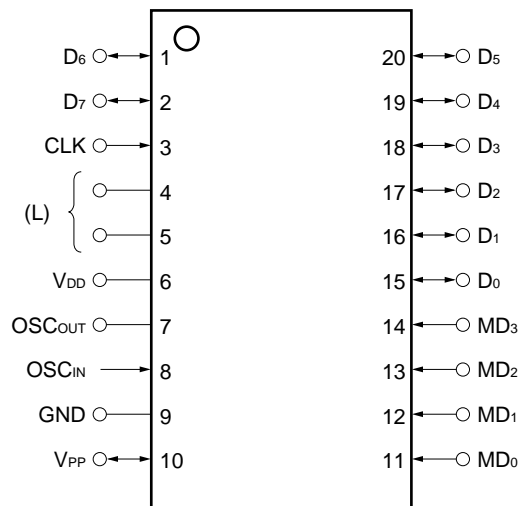 D₆ 1 20 D₅
D₇ 2 19 D₄
CLK 3 18 D₃
(L) 4 17 D₂
5 16 D₁
VDD 6 15 D₀
OSCOUT 7 14 MD₃
OSCIN 8 13 MD₂
GND 9 12 MD₁
VPP 10 11 MD₀